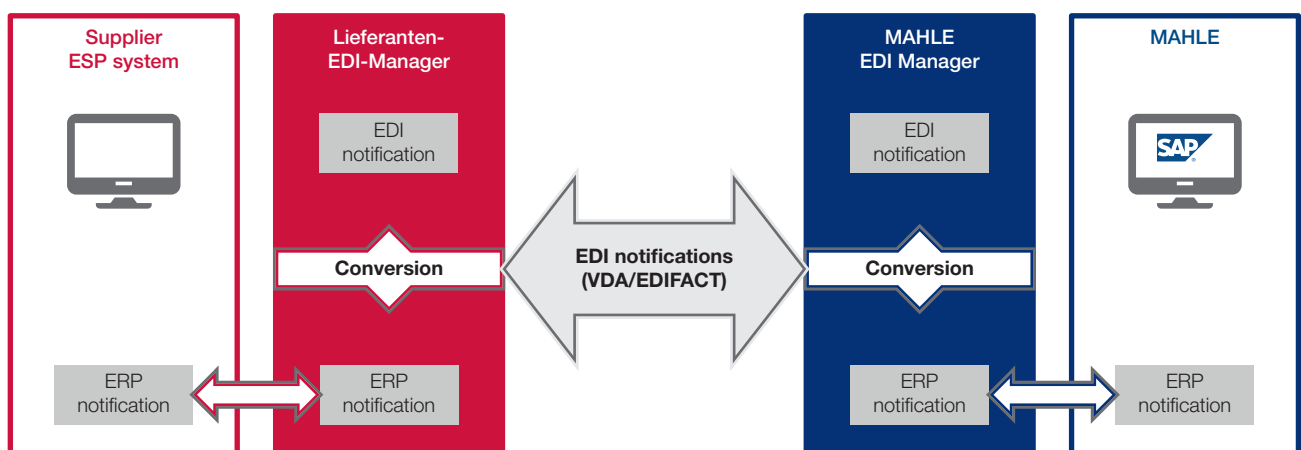 Supplier
ESP system
Lieferanten-
EDI-Manager
MAHLE
EDI Manager
MAHLE
EDI
notification
EDI
notification
SAP
Conversion
EDI notifications
(VDA/EDIFACT)
Conversion
ERP
notification
ERP
notification
ERP
notification
ERP
notification